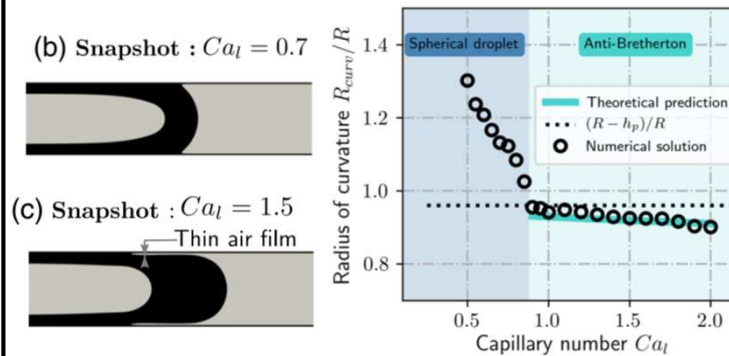 (b) Snapshot : Ca_l = 0.7
(c) Snapshot : Ca_l = 1.5
Thin air film
Radius of curvature R_curv/R
1.4
1.2
1.0
0.8
Spherical droplet
Anti-Bretherton
Theoretical prediction
(R − h_p)/R
Numerical solution
0.5 1.0 1.5 2.0
Capillary number Ca_l